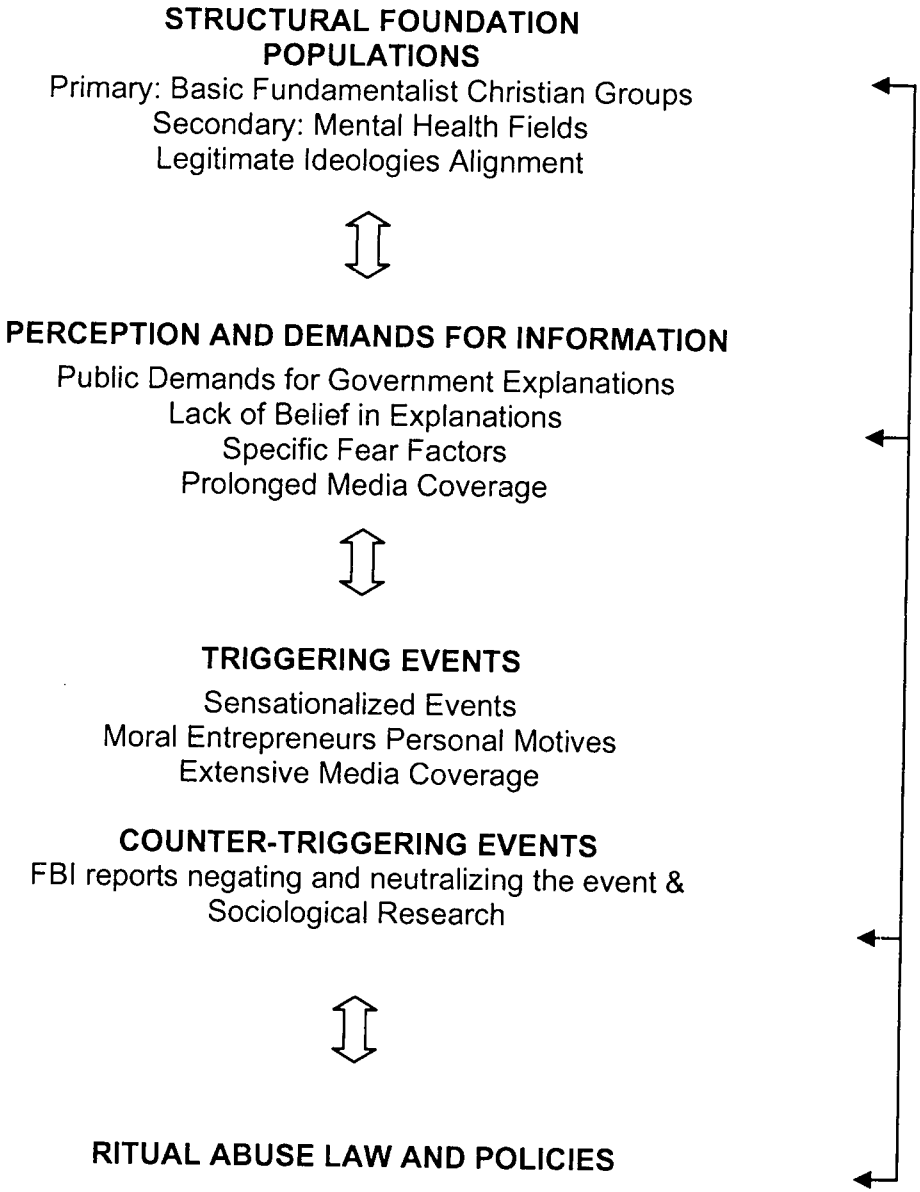 STRUCTURAL FOUNDATION
POPULATIONS
Primary: Basic Fundamentalist Christian Groups
Secondary: Mental Health Fields
Legitimate Ideologies Alignment
PERCEPTION AND DEMANDS FOR INFORMATION
Public Demands for Government Explanations
Lack of Belief in Explanations
Specific Fear Factors
Prolonged Media Coverage
TRIGGERING EVENTS
Sensationalized Events
Moral Entrepreneurs Personal Motives
Extensive Media Coverage
COUNTER-TRIGGERING EVENTS
FBI reports negating and neutralizing the event &
Sociological Research
RITUAL ABUSE LAW AND POLICIES